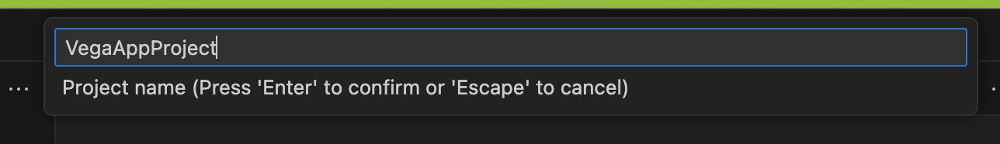 VegaAppProject
Project name (Press 'Enter' to confirm or 'Escape' to cancel)